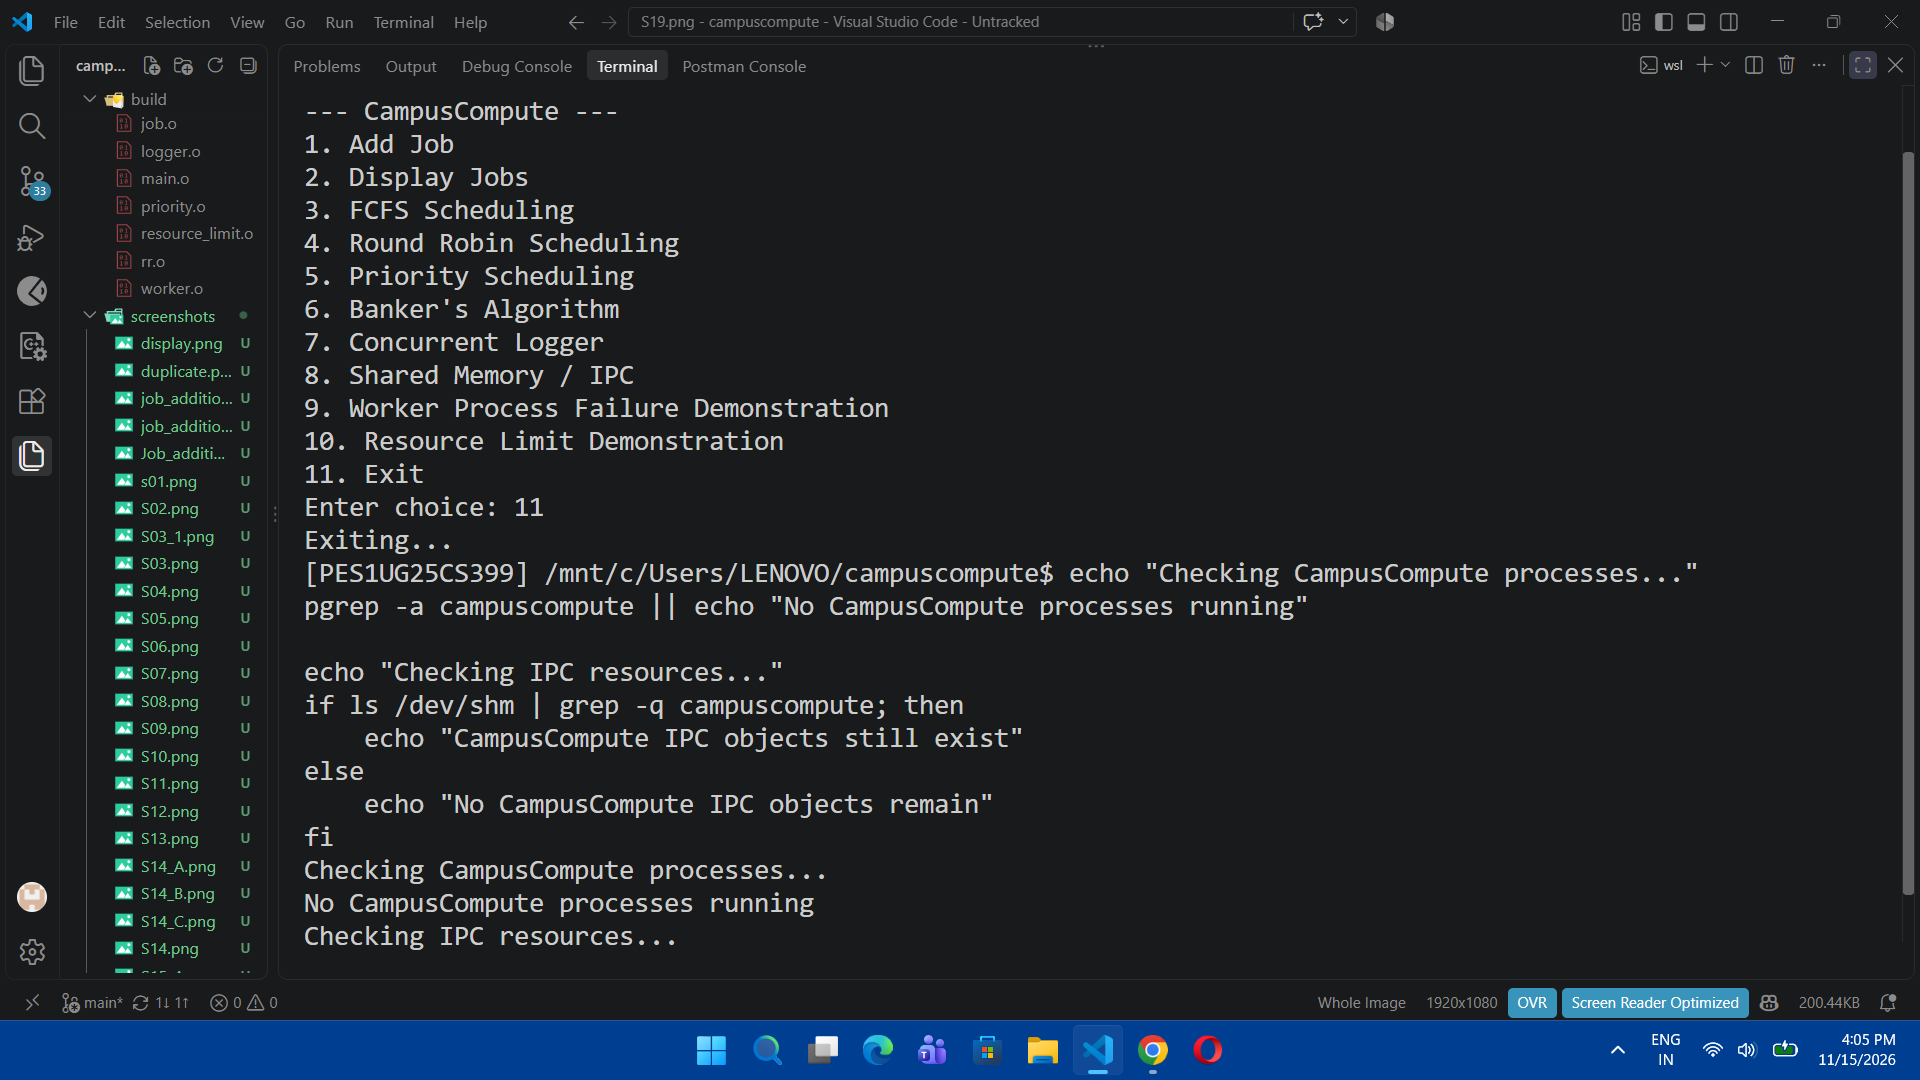 File Edit Selection View Go Run Terminal Help
S19.png - campuscompute - Visual Studio Code - Untracked
camp...
build
job.o
logger.o
main.o
priority.o
resource_limit.o
rr.o
worker.o
screenshots
display.png U
duplicate.p... U
job_additio... U
job_additio... U
Job_additi... U
s01.png U
S02.png U
S03_1.png U
S03.png U
S04.png U
S05.png U
S06.png U
S07.png U
S08.png U
S09.png U
S10.png U
S11.png U
S12.png U
S13.png U
S14_A.png U
S14_B.png U
S14_C.png U
S14.png U
33
Problems Output Debug Console Terminal Postman Console
wsl
--- CampusCompute ---
1. Add Job
2. Display Jobs
3. FCFS Scheduling
4. Round Robin Scheduling
5. Priority Scheduling
6. Banker's Algorithm
7. Concurrent Logger
8. Shared Memory / IPC
9. Worker Process Failure Demonstration
10. Resource Limit Demonstration
11. Exit
Enter choice: 11
Exiting...
[PES1UG25CS399] /mnt/c/Users/LENOVO/campuscompute$ echo "Checking CampusCompute processes..."
pgrep -a campuscompute || echo "No CampusCompute processes running"
echo "Checking IPC resources..."
if ls /dev/shm | grep -q campuscompute; then
    echo "CampusCompute IPC objects still exist"
else
    echo "No CampusCompute IPC objects remain"
fi
Checking CampusCompute processes...
No CampusCompute processes running
Checking IPC resources...
main* 1↓ 1↑ 0 0
Whole Image 1920x1080 OVR Screen Reader Optimized 200.44KB
ENG
IN
4:05 PM
11/15/2026